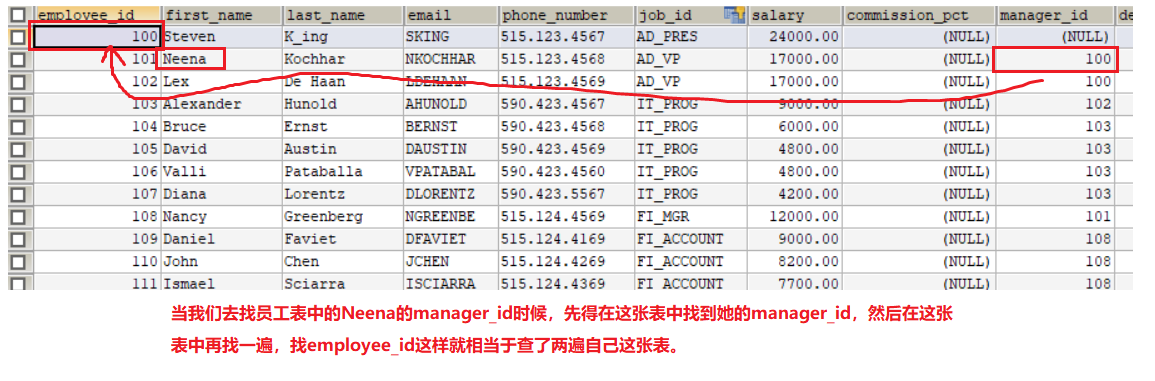 employee_id first_name last_name email phone_number job_id salary commission_pct manager_id de
100 Steven K_ing SKING 515.123.4567 AD_PRES 24000.00 (NULL) (NULL)
101 Neena Kochhar NKOCHHAR 515.123.4568 AD_VP 17000.00 (NULL) 100
102 Lex De Haan LDEHAAN 515.123.4569 AD_VP 17000.00 (NULL) 100
103 Alexander Hunold AHUNOLD 590.423.4567 IT_PROG 9000.00 (NULL) 102
104 Bruce Ernst BERNST 590.423.4568 IT_PROG 6000.00 (NULL) 103
105 David Austin DAUSTIN 590.423.4569 IT_PROG 4800.00 (NULL) 103
106 Valli Pataballa VPATABAL 590.423.4560 IT_PROG 4800.00 (NULL) 103
107 Diana Lorentz DLORENTZ 590.423.5567 IT_PROG 4200.00 (NULL) 103
108 Nancy Greenberg NGREENBE 515.124.4569 FI_MGR 12000.00 (NULL) 101
109 Daniel Faviet DFAVIET 515.124.4169 FI_ACCOUNT 9000.00 (NULL) 108
110 John Chen JCHEN 515.124.4269 FI_ACCOUNT 8200.00 (NULL) 108
111 Ismael Sciarra ISCIARRA 515.124.4369 FI_ACCOUNT 7700.00 (NULL) 108
当我们去找员工表中的Neena的manager_id时候，先得在这张表中找到她的manager_id，然后在这张
表中再找一遍，找employee_id这样就相当于查了两遍自己这张表。